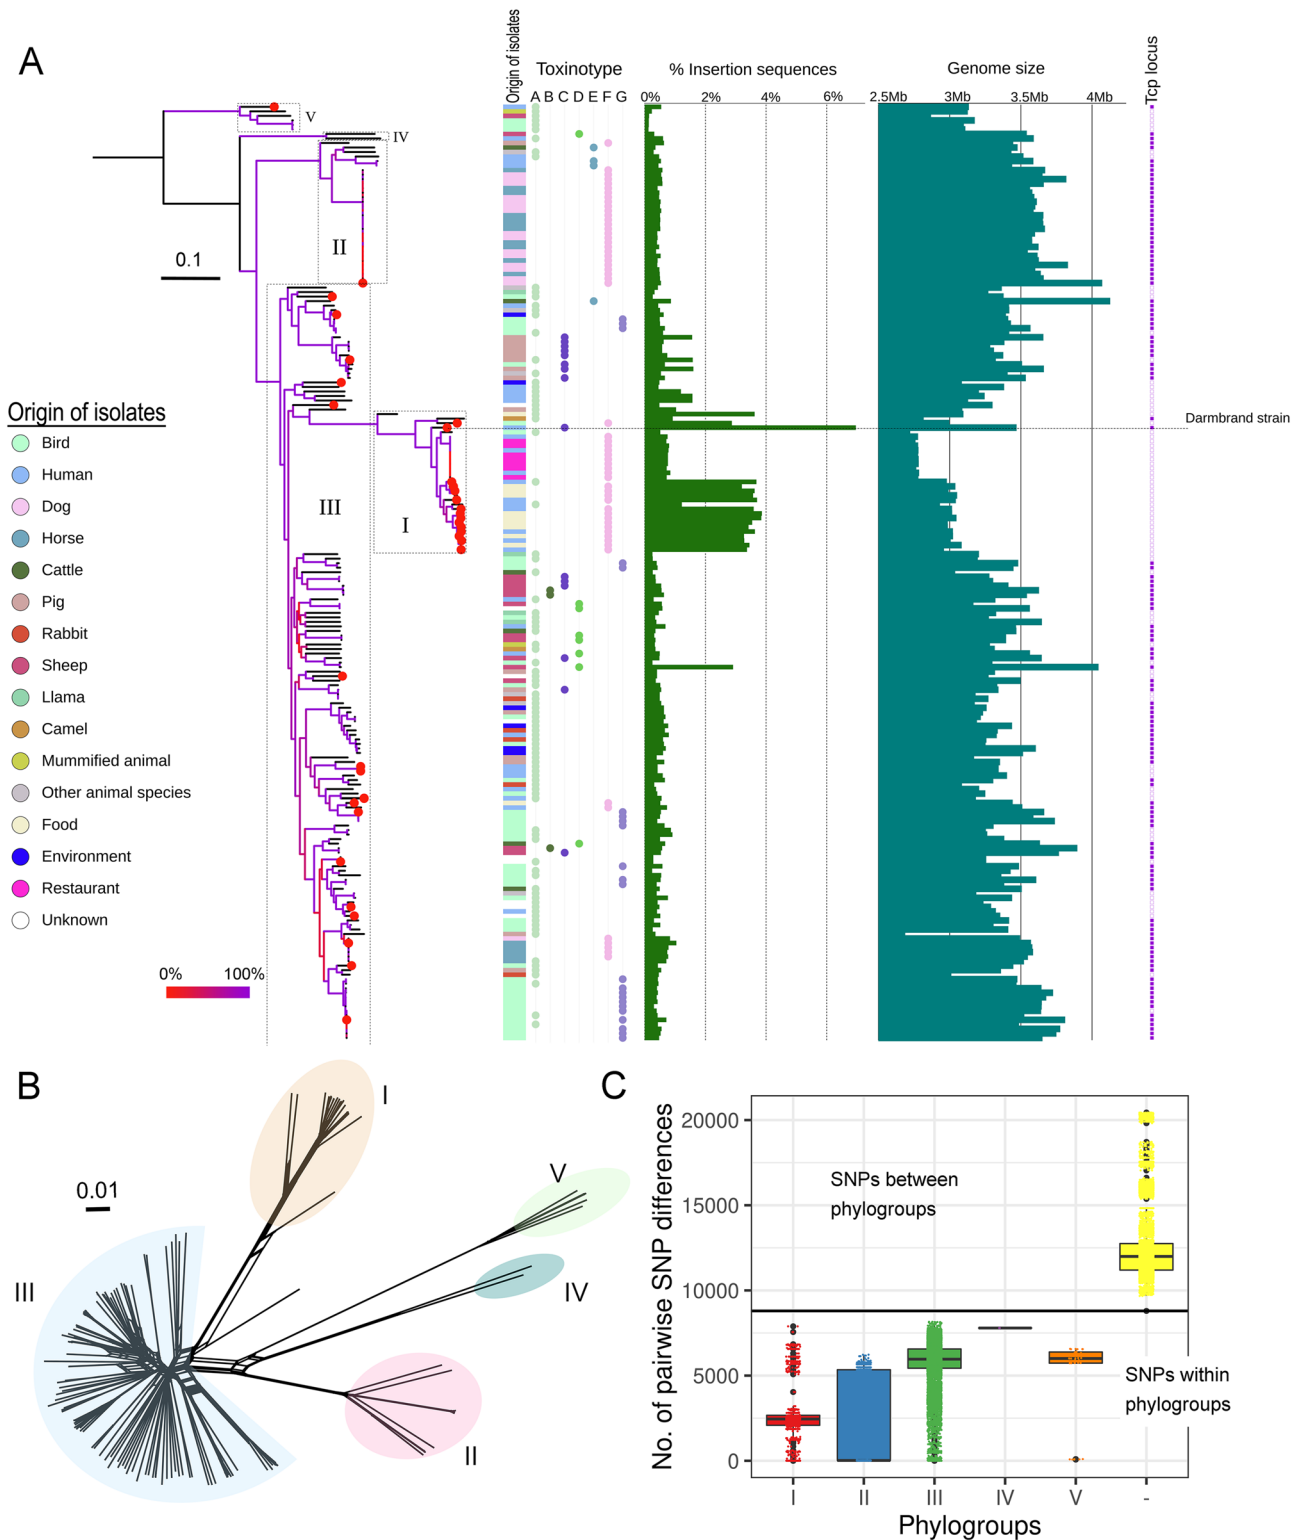 A
Origin of isolates
Toxinotype
A B C D E F G
% Insertion sequences
0% 2% 4%
Genome size
2.5Mb 3Mb 3.5Mb 4Mb
Tcp locus
V
IV
II
0.1
III
I
Darmbrand strain
Origin of isolates
Bird
Human
Dog
Horse
Cattle
Pig
Rabbit
Sheep
Llama
Camel
Mummified animal
Other animal species
Food
Environment
Restaurant
Unknown
0% 100%
B
I
V
0.01
III
IV
II
C
No. of pairwise SNP differences
20000
15000
10000
5000
0
SNPs between
phylogroups
SNPs within
phylogroups
I II III IV V -
Phylogroups